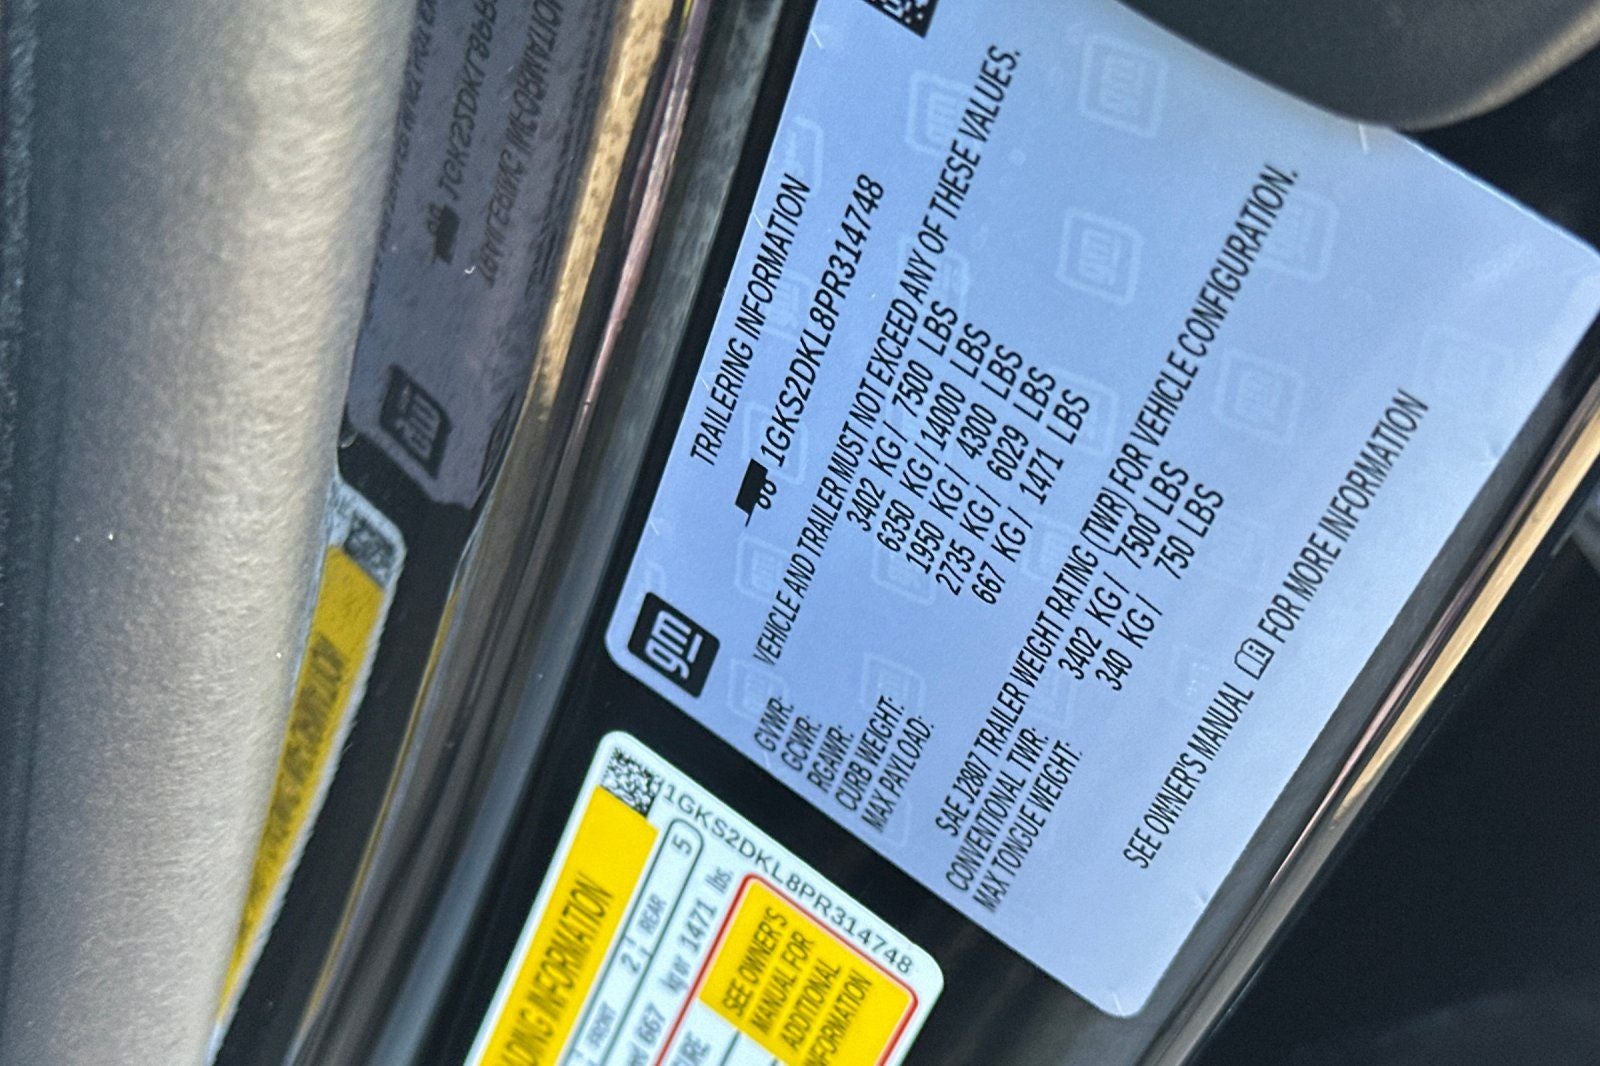 gm
TRAILERING INFORMATION
1GKS2DKL8PR314748
VEHICLE AND TRAILER MUST NOT EXCEED ANY OF THESE VALUES.
GVWR: 3402 KG / 7500 LBS
GCWR: 6350 KG / 14000 LBS
RGAWR: 1950 KG / 4300 LBS
CURB WEIGHT: 2735 KG / 6029 LBS
MAX PAYLOAD: 667 KG / 1471 LBS
SAE J2807 TRAILER WEIGHT RATING (TWR) FOR VEHICLE CONFIGURATION.
CONVENTIONAL TWR: 3402 KG / 7500 LBS
MAX TONGUE WEIGHT: 340 KG / 750 LBS
SEE OWNER'S MANUAL FOR MORE INFORMATION
1GKS2DKL8PR314748
INFORMATION
FRONT 2 REAR 5
667 kg or 1471 lbs.
SEE OWNER'S
MANUAL FOR
ADDITIONAL
INFORMATION